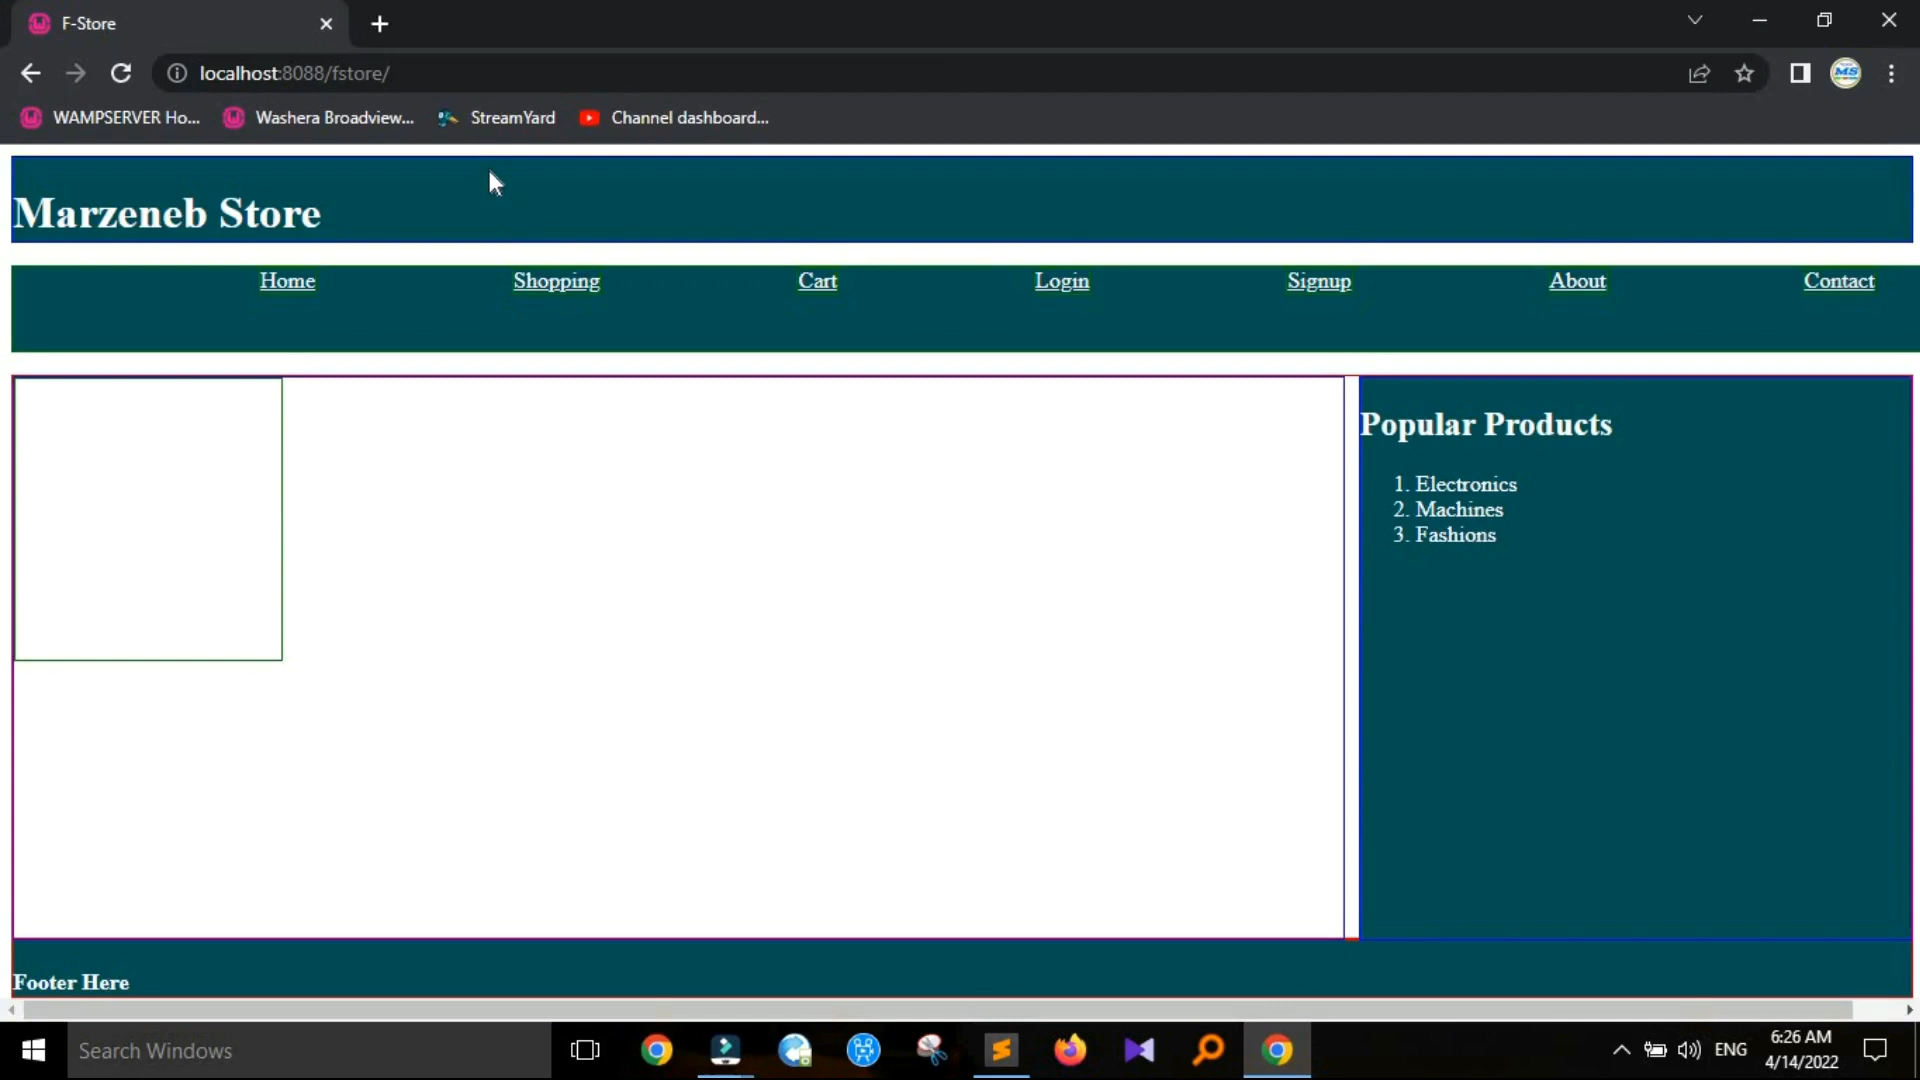 F-Store
localhost:8088/fstore/
MS
WAMPSERVER Ho... Washera Broadview... StreamYard Channel dashboard...
Marzeneb Store
Home Shopping Cart Login Signup About Contact
Popular Products
1. Electronics
2. Machines
3. Fashions
Footer Here
Search Windows
ENG
6:26 AM
4/14/2022